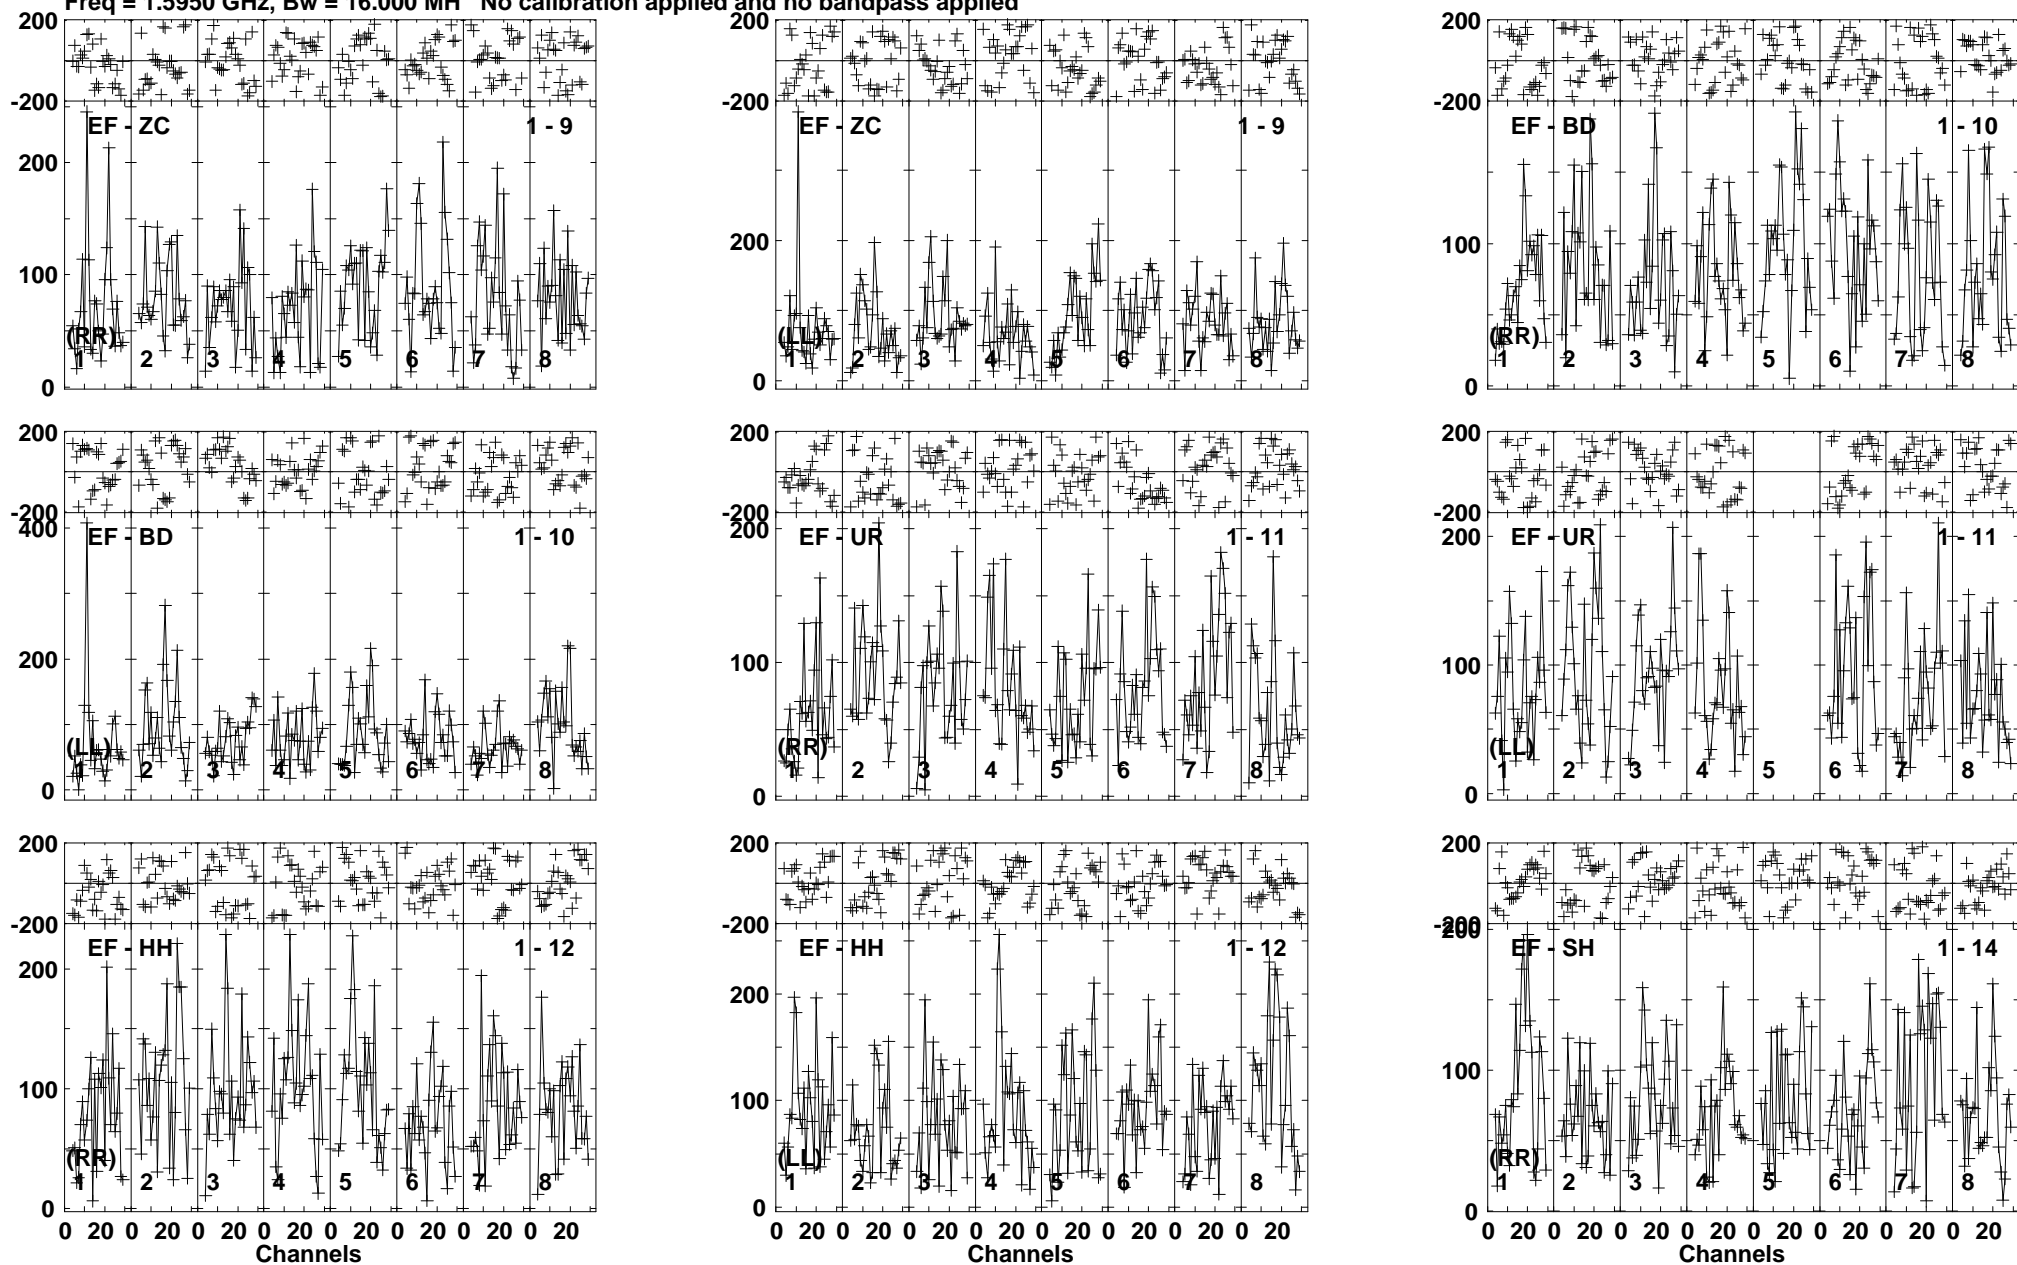 Freq = 1.5950 GHz, Bw = 16.000 MH No calibration applied and no bandpass applied
200 200 200
-200 -200 -200
EF - ZC 1 - 9 EF - ZC 1 - 9 EF - BD 1 - 10
200 200
100 100
0 0 0
(RR) (LL) (RR)
1 2 3 4 5 6 7 8 1 2 3 4 5 6 7 8 1 2 3 4 5 6 7 8
200 200 200
-200 -200 -200
400 200 200
EF - BD 1 - 10 EF - UR 1 - 11 EF - UR 1 - 11
200 100 100
0 0 0
(LL) (RR) (LL)
1 2 3 4 5 6 7 8 1 2 3 4 5 6 7 8 1 2 3 4 5 6 7 8
200 200 200
-200 -200 -200
200
EF - HH 1 - 12 EF - HH 1 - 12 EF - SH 1 - 14
200 200
100 100 100
0 0 0
(RR) (LL) (RR)
1 2 3 4 5 6 7 8 1 2 3 4 5 6 7 8 1 2 3 4 5 6 7 8
0 20 0 20 0 20 0 20 0 20 0 20 0 20 0 20 0 20 0 20 0 20 0 20 0 20 0 20 0 20 0 20 0 20 0 20 0 20 0 20 0 20 0 20 0 20 0 20
Channels Channels Channels